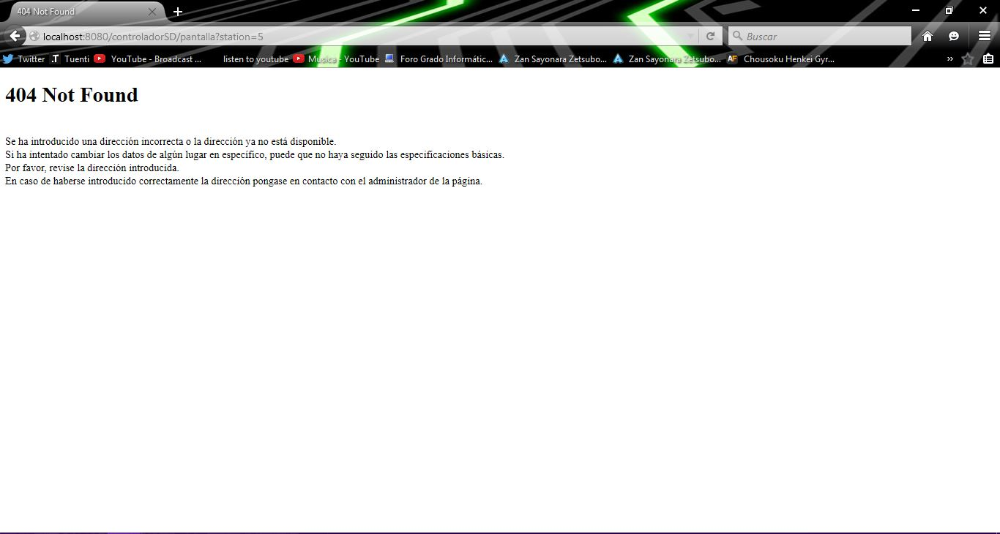 404 Not Found
localhost:8080/controladorSD/pantalla?station=5
Buscar
Twitter
.T Tuenti
YouTube - Broadcast ...
listen to youtube
Musica - YouTube
Foro Grado Informátic...
Zan Sayonara Zetsubo...
Zan Sayonara Zetsubo...
AF Chousoku Henkei Gyr...
404 Not Found
Se ha introducido una dirección incorrecta o la dirección ya no está disponible.
Si ha intentado cambiar los datos de algún lugar en específico, puede que no haya seguido las especificaciones básicas.
Por favor, revise la dirección introducida.
En caso de haberse introducido correctamente la dirección pongase en contacto con el administrador de la página.